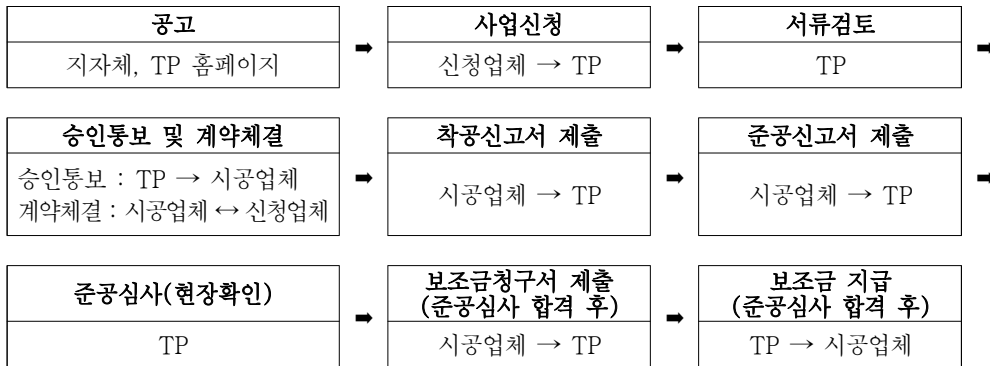 공고
지자체, TP 홈페이지
➡
사업신청
신청업체 → TP
➡
서류검토
TP
➡
승인통보 및 계약체결
승인통보 : TP → 시공업체
계약체결 : 시공업체 ↔ 신청업체
➡
착공신고서 제출
시공업체 → TP
➡
준공신고서 제출
시공업체 → TP
➡
준공심사(현장확인)
TP
➡
보조금청구서 제출
(준공심사 합격 후)
시공업체 → TP
➡
보조금 지급
(준공심사 합격 후)
TP → 시공업체